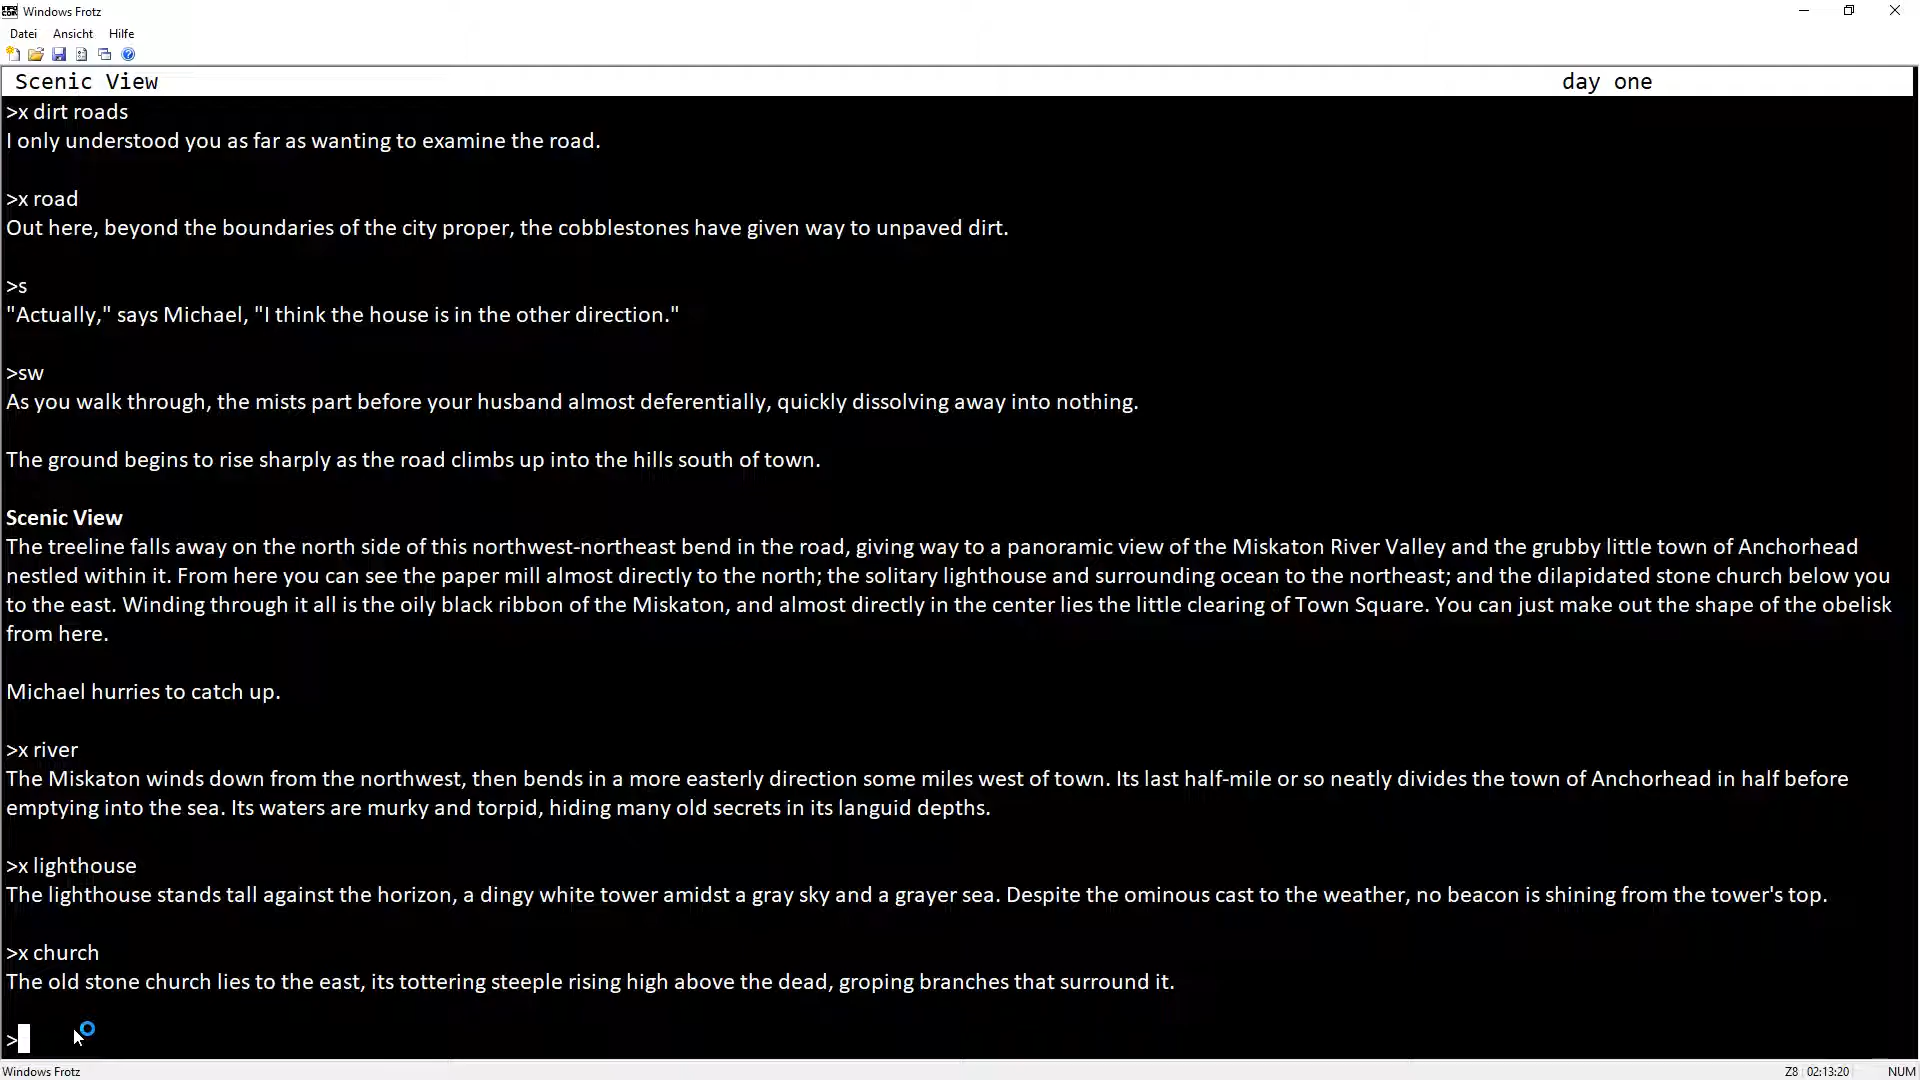 Windows Frotz
Datei Ansicht Hilfe
Scenic View day one
>x dirt roads
I only understood you as far as wanting to examine the road.
>x road
Out here, beyond the boundaries of the city proper, the cobblestones have given way to unpaved dirt.
>s
"Actually," says Michael, "I think the house is in the other direction."
>sw
As you walk through, the mists part before your husband almost deferentially, quickly dissolving away into nothing.
The ground begins to rise sharply as the road climbs up into the hills south of town.
Scenic View
The treeline falls away on the north side of this northwest-northeast bend in the road, giving way to a panoramic view of the Miskaton River Valley and the grubby little town of Anchorhead
nestled within it. From here you can see the paper mill almost directly to the north; the solitary lighthouse and surrounding ocean to the northeast; and the dilapidated stone church below you
to the east. Winding through it all is the oily black ribbon of the Miskaton, and almost directly in the center lies the little clearing of Town Square. You can just make out the shape of the obelisk
from here.
Michael hurries to catch up.
>x river
The Miskaton winds down from the northwest, then bends in a more easterly direction some miles west of town. Its last half-mile or so neatly divides the town of Anchorhead in half before
emptying into the sea. Its waters are murky and torpid, hiding many old secrets in its languid depths.
>x lighthouse
The lighthouse stands tall against the horizon, a dingy white tower amidst a gray sky and a grayer sea. Despite the ominous cast to the weather, no beacon is shining from the tower's top.
>x church
The old stone church lies to the east, its tottering steeple rising high above the dead, groping branches that surround it.
>
Windows Frotz Z8 02:13:20 NUM